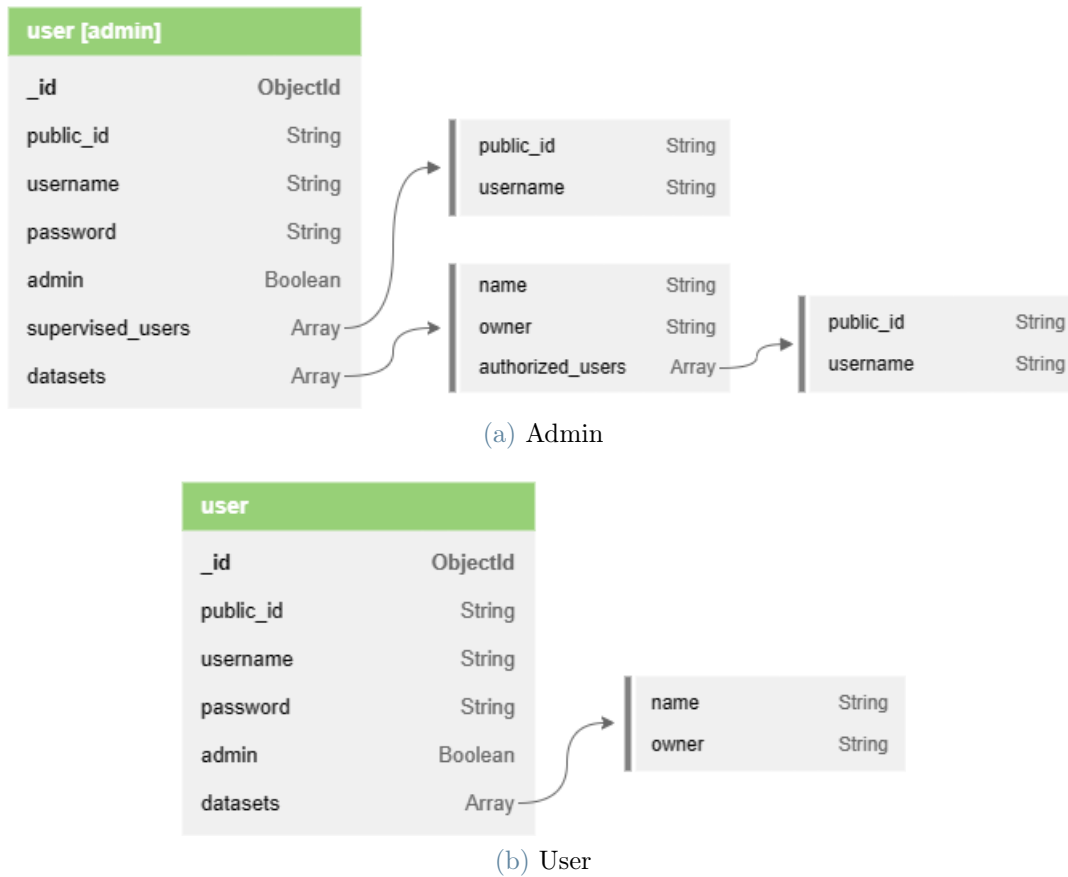 user [admin]
_id ObjectId
public_id String
username String
password String
admin Boolean
supervised_users Array
datasets Array
public_id String
username String
name String
owner String
authorized_users Array
public_id String
username String
(a) Admin
user
_id ObjectId
public_id String
username String
password String
admin Boolean
datasets Array
name String
owner String
(b) User